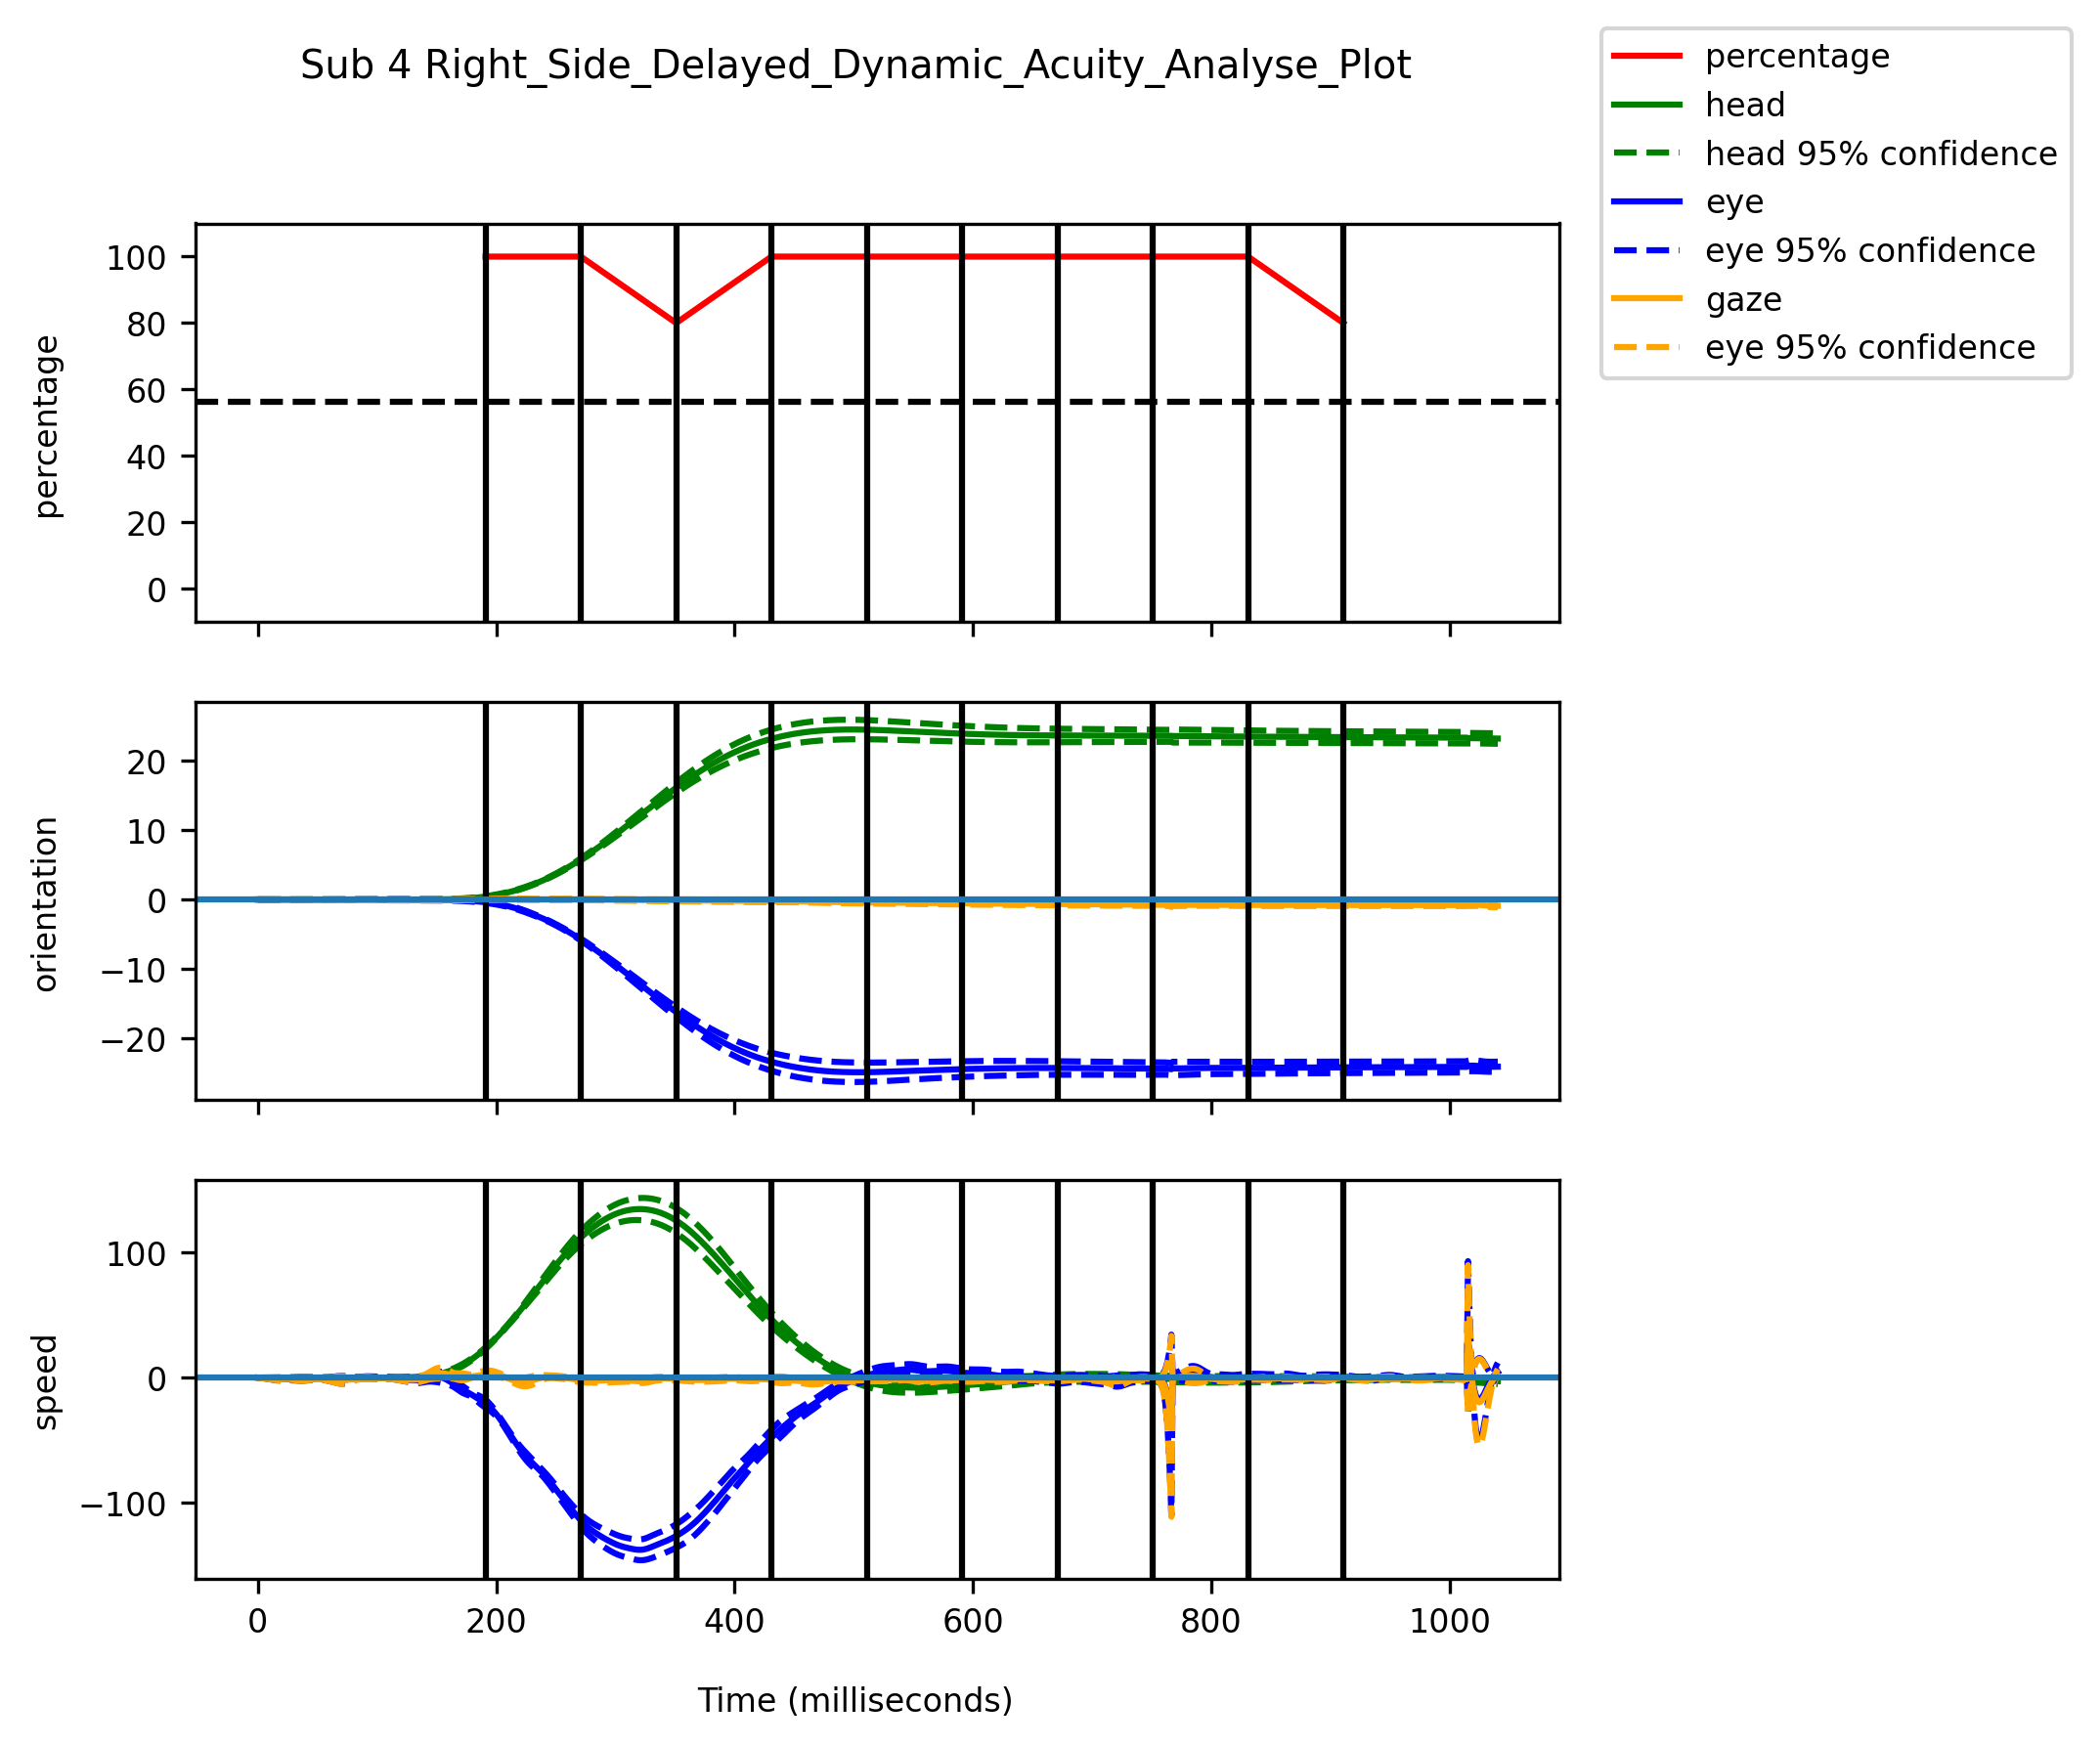 Sub 4 Right_Side_Delayed_Dynamic_Acuity_Analyse_Plot
percentage
head
head 95% confidence
eye
eye 95% confidence
gaze
eye 95% confidence
percentage
100
80
60
40
20
0
orientation
20
10
0
−10
−20
speed
100
0
−100
0 200 400 600 800 1000
Time (milliseconds)